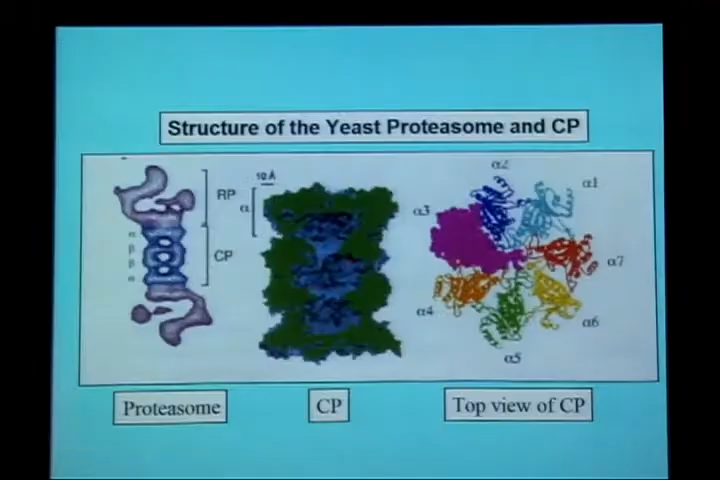 Structure of the Yeast Proteasome and CP
10 Å
RP
α
CP
α
β
β
α
α2
α1
α3
α7
α4
α6
α5
Proteasome
CP
Top view of CP